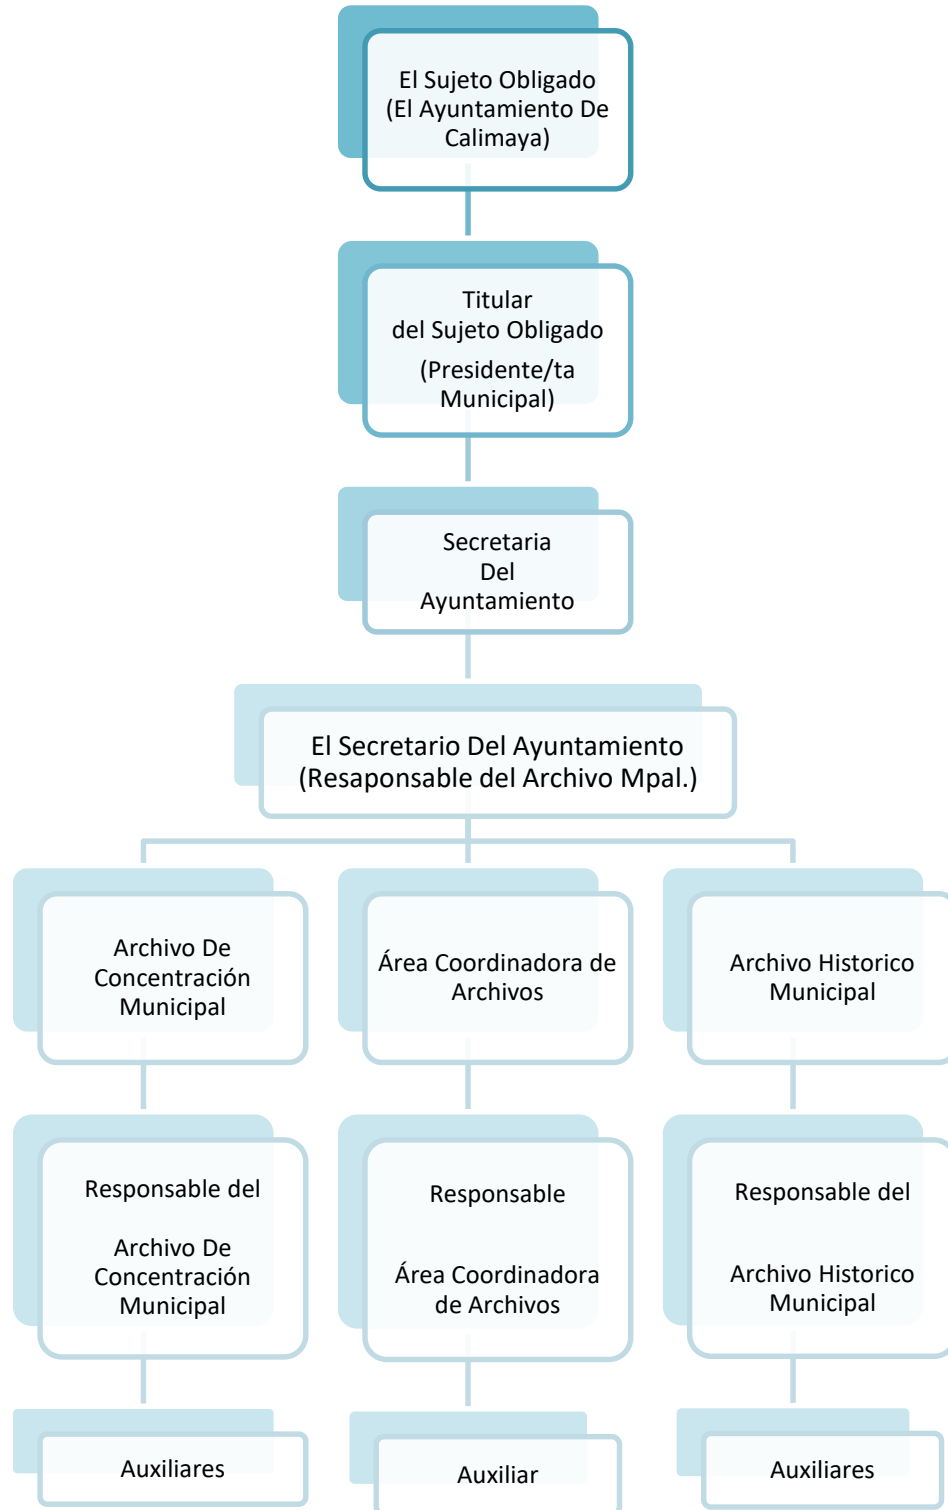 El Sujeto Obligado
(El Ayuntamiento De
Calimaya)
Titular
del Sujeto Obligado
(Presidente/ta
Municipal)
Secretaria
Del
Ayuntamiento
El Secretario Del Ayuntamiento
(Resaponsable del Archivo Mpal.)
Archivo De
Concentración
Municipal
Área Coordinadora de
Archivos
Archivo Historico
Municipal
Responsable del
Archivo De
Concentración
Municipal
Responsable
Área Coordinadora
de Archivos
Responsable del
Archivo Historico
Municipal
Auxiliares
Auxiliar
Auxiliares